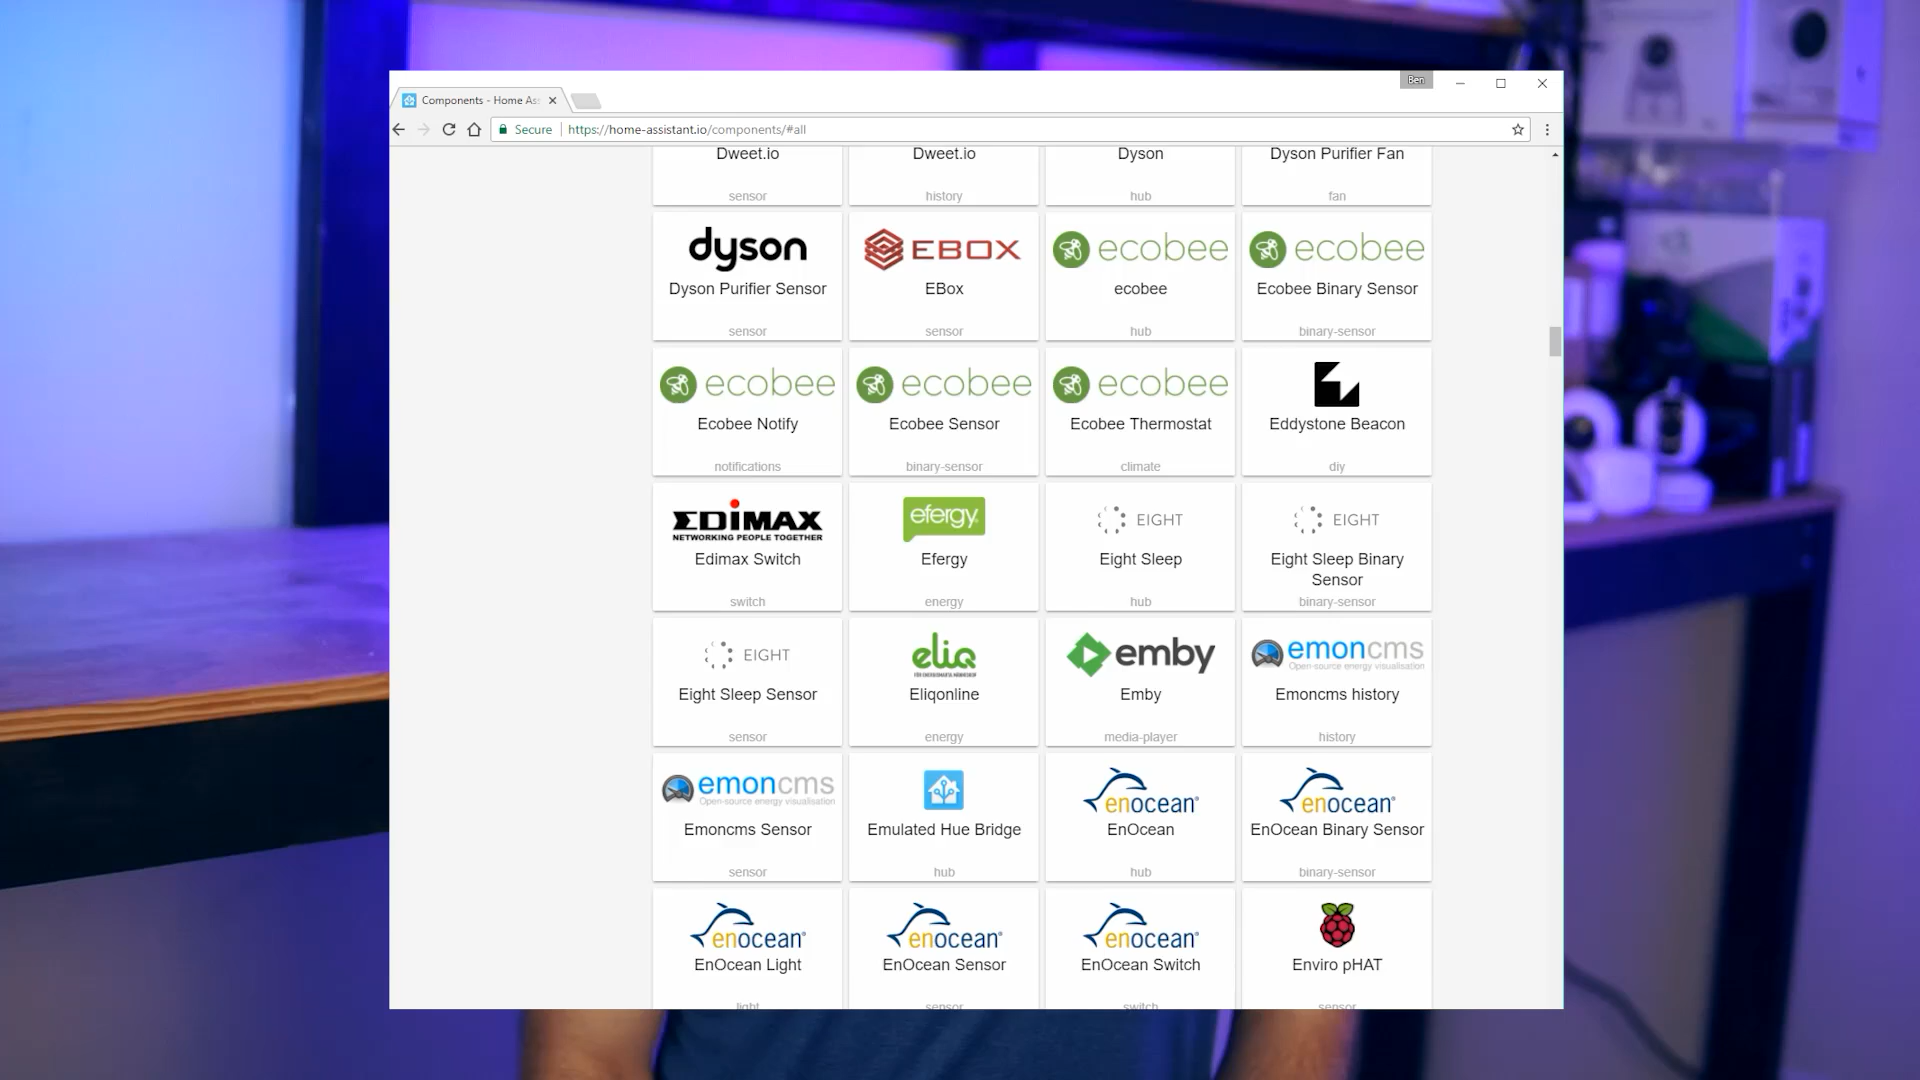 Ben
Components - Home As
Secure
https://home-assistant.io/components/#all
Dweet.io
Dweet.io
Dyson
Dyson Purifier Fan
sensor
history
hub
fan
dyson
EBOX
ecobee
ecobee
Dyson Purifier Sensor
EBox
ecobee
Ecobee Binary Sensor
sensor
sensor
hub
binary-sensor
ecobee
ecobee
ecobee
Ecobee Notify
Ecobee Sensor
Ecobee Thermostat
Eddystone Beacon
notifications
binary-sensor
climate
diy
EDIMAX
NETWORKING PEOPLE TOGETHER
efergy
EIGHT
EIGHT
Edimax Switch
Efergy
Eight Sleep
Eight Sleep Binary
Sensor
switch
energy
hub
binary-sensor
EIGHT
eliq
emby
emoncms
Open-source energy visualisation
Eight Sleep Sensor
Eliqonline
Emby
Emoncms history
sensor
energy
media-player
history
emoncms
Open-source energy visualisation
enocean®
enocean®
Emoncms Sensor
Emulated Hue Bridge
EnOcean
EnOcean Binary Sensor
sensor
hub
hub
binary-sensor
enocean®
enocean®
enocean®
EnOcean Light
EnOcean Sensor
EnOcean Switch
Enviro pHAT
light
sensor
switch
sensor